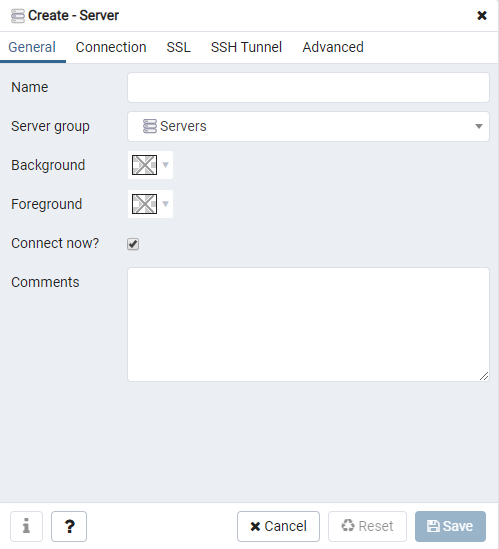 Create - Server
General Connection SSL SSH Tunnel Advanced
Name
Server group Servers
Background
Foreground
Connect now?
Comments
i ? Cancel Reset Save